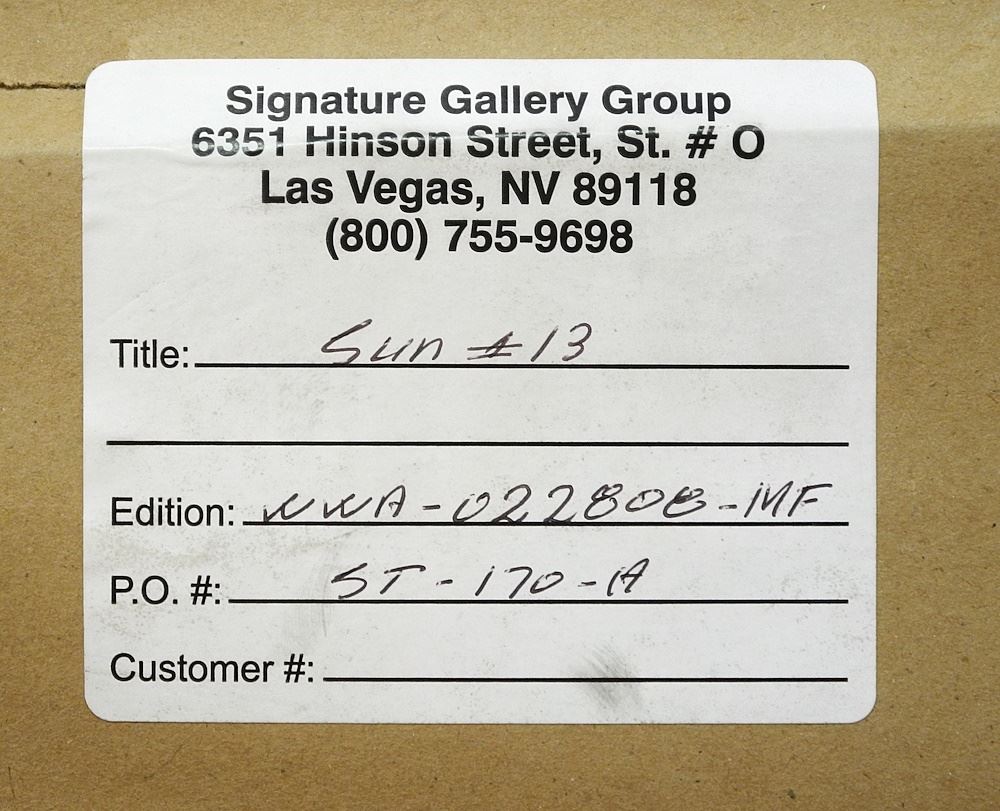 Signature Gallery Group
6351 Hinson Street, St. # O
Las Vegas, NV 89118
(800) 755-9698
Title: Sun #13
Edition: NNA-022808-MF
P.O. #: ST-170-A
Customer #: